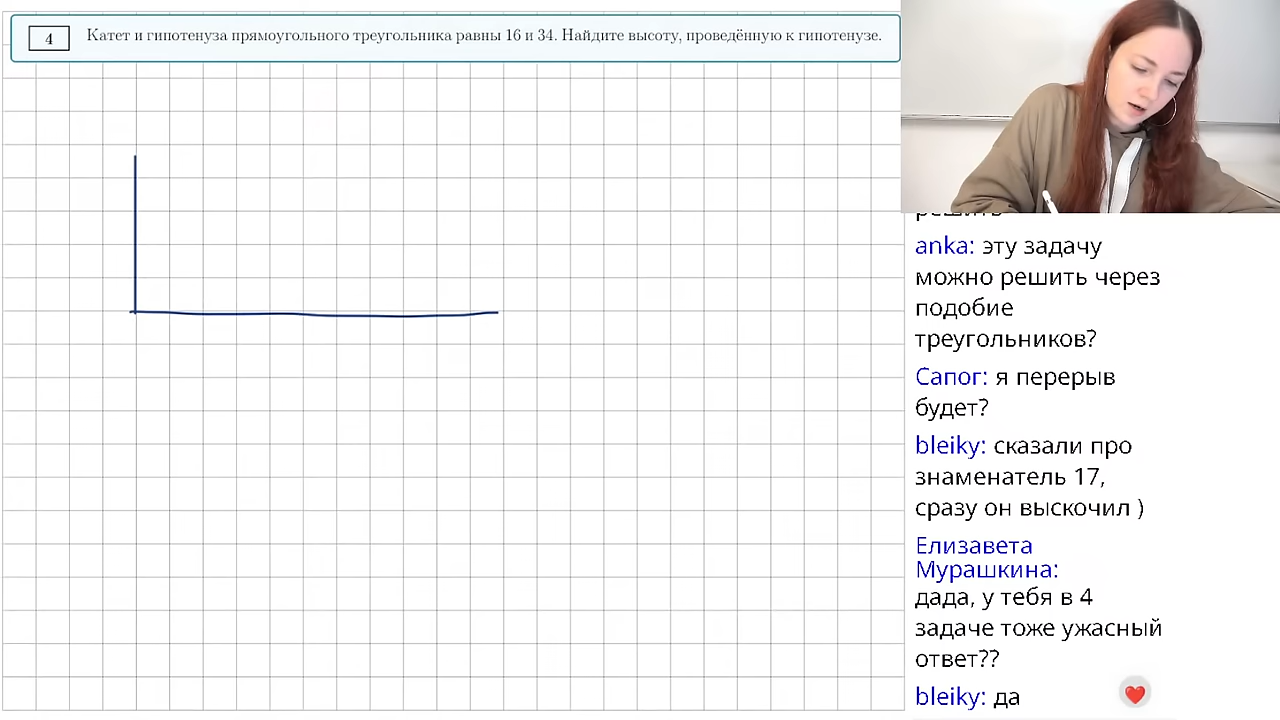 4
Катет и гипотенуза прямоугольного треугольника равны 16 и 34. Найдите высоту, проведённую к гипотенузе.
решить
anka: эту задачу
можно решить через
подобие
треугольников?
Сапог: я перерыв
будет?
bleiky: сказали про
знаменатель 17,
сразу он выскочил )
Елизавета
Мурашкина:
дада, у тебя в 4
задаче тоже ужасный
ответ??
bleiky: да